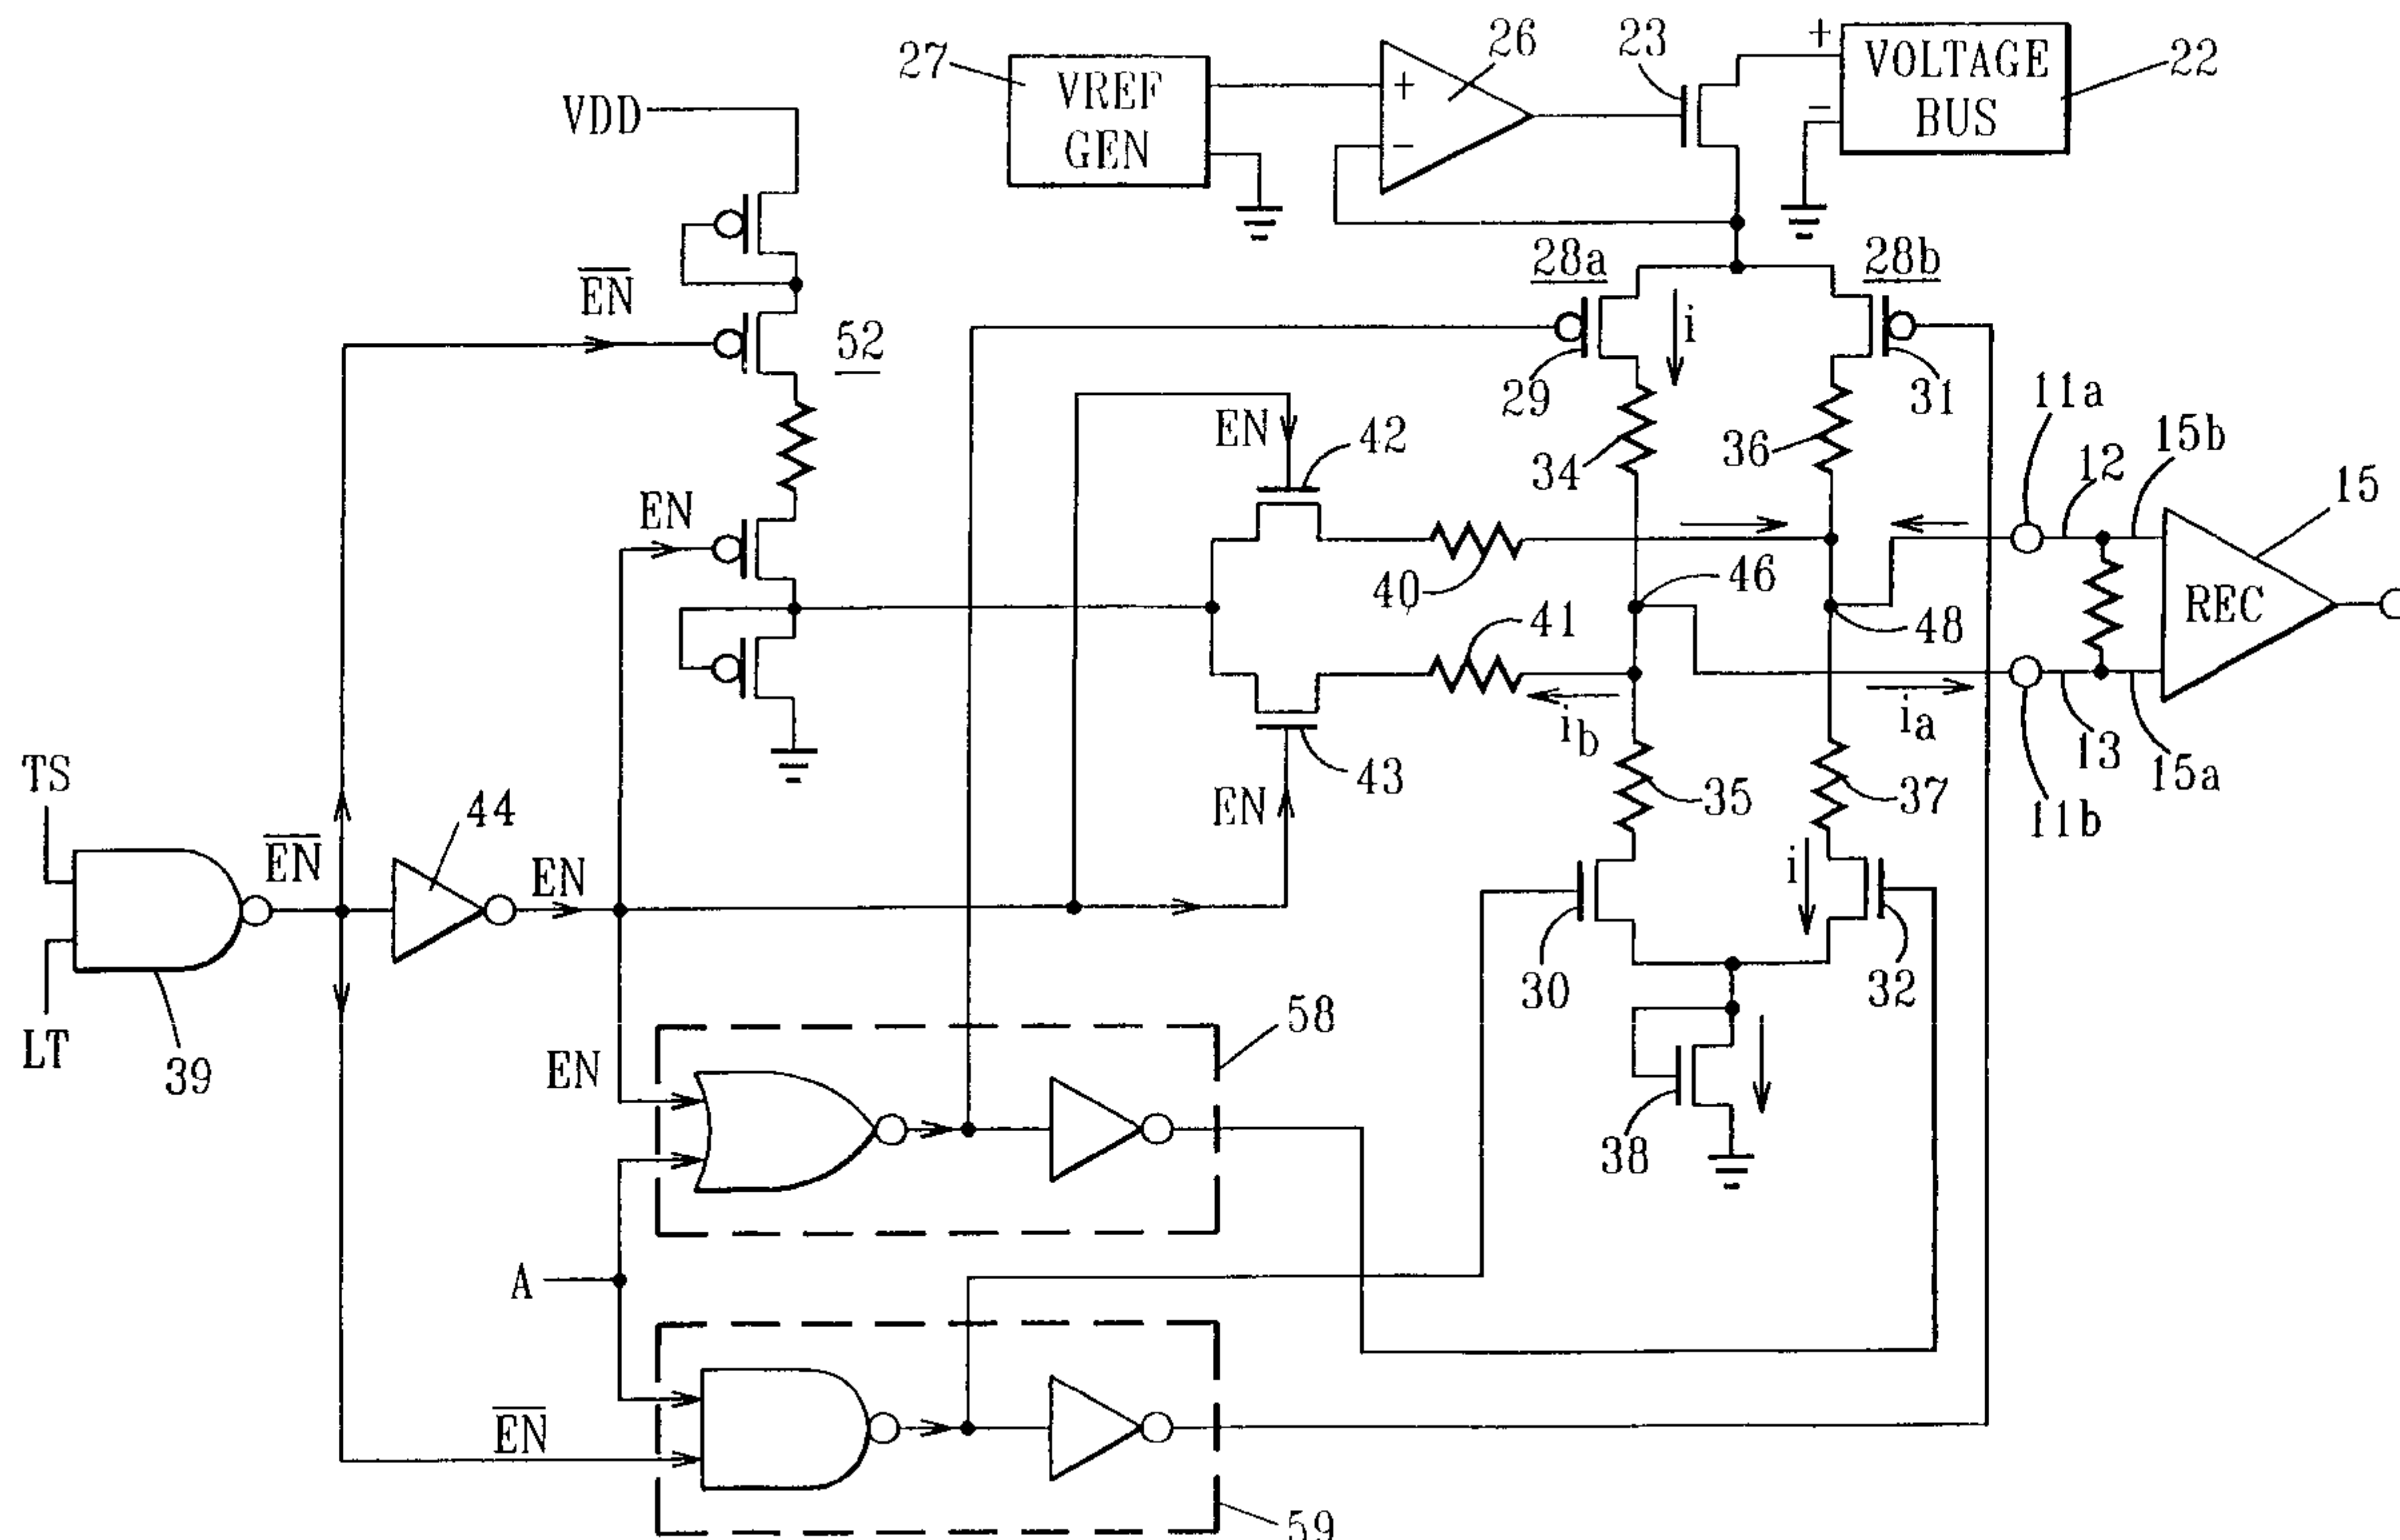 27
VREF
GEN
26
+
−
23
+
−
VOLTAGE
BUS
22
VDD
EN
52
28a
28b
i
29
31
34
36
11a
12
15b
15
EN
42
EN
40
41
46
48
REC
i_b
i_a
11b
13
15a
43
EN
35
37
i
TS
LT
39
EN
44
EN
30
32
38
EN
58
A
EN
59